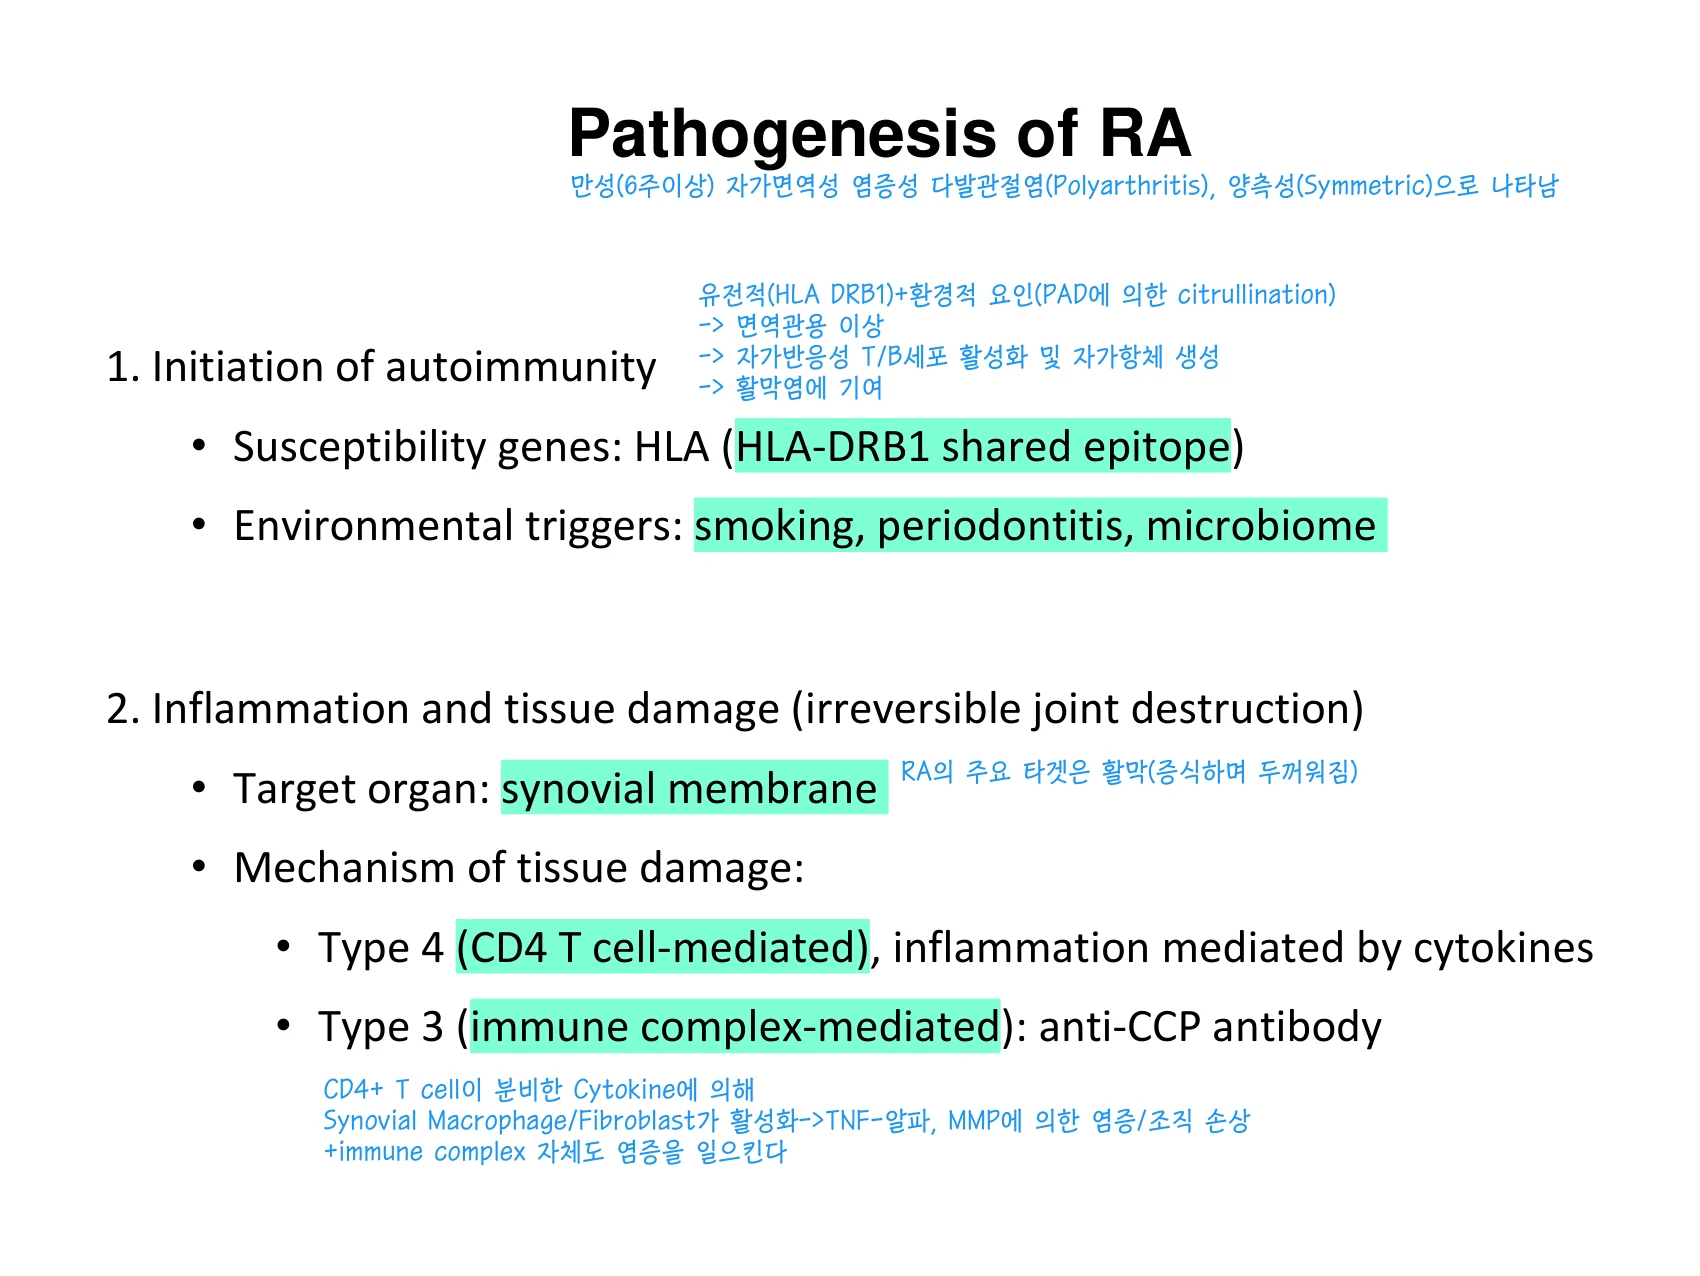 Pathogenesis of RA
만성(6주이상) 자가면역성 염증성 다발관절염(Polyarthritis), 양측성(Symmetric)으로 나타남
유전적(HLA DRB1)+환경적 요인(PAD에 의한 citrullination)
-> 면역관용 이상
-> 자가반응성 T/B세포 활성화 및 자가항체 생성
-> 활막염에 기여
1. Initiation of autoimmunity
• Susceptibility genes: HLA (HLA-DRB1 shared epitope)
• Environmental triggers: smoking, periodontitis, microbiome
2. Inflammation and tissue damage (irreversible joint destruction)
• Target organ: synovial membrane
RA의 주요 타겟은 활막(증식하며 두꺼워짐)
• Mechanism of tissue damage:
• Type 4 (CD4 T cell-mediated), inflammation mediated by cytokines
• Type 3 (immune complex-mediated): anti-CCP antibody
CD4+ T cell이 분비한 Cytokine에 의해
Synovial Macrophage/Fibroblast가 활성화->TNF-알파, MMP에 의한 염증/조직 손상
+immune complex 자체도 염증을 일으킨다